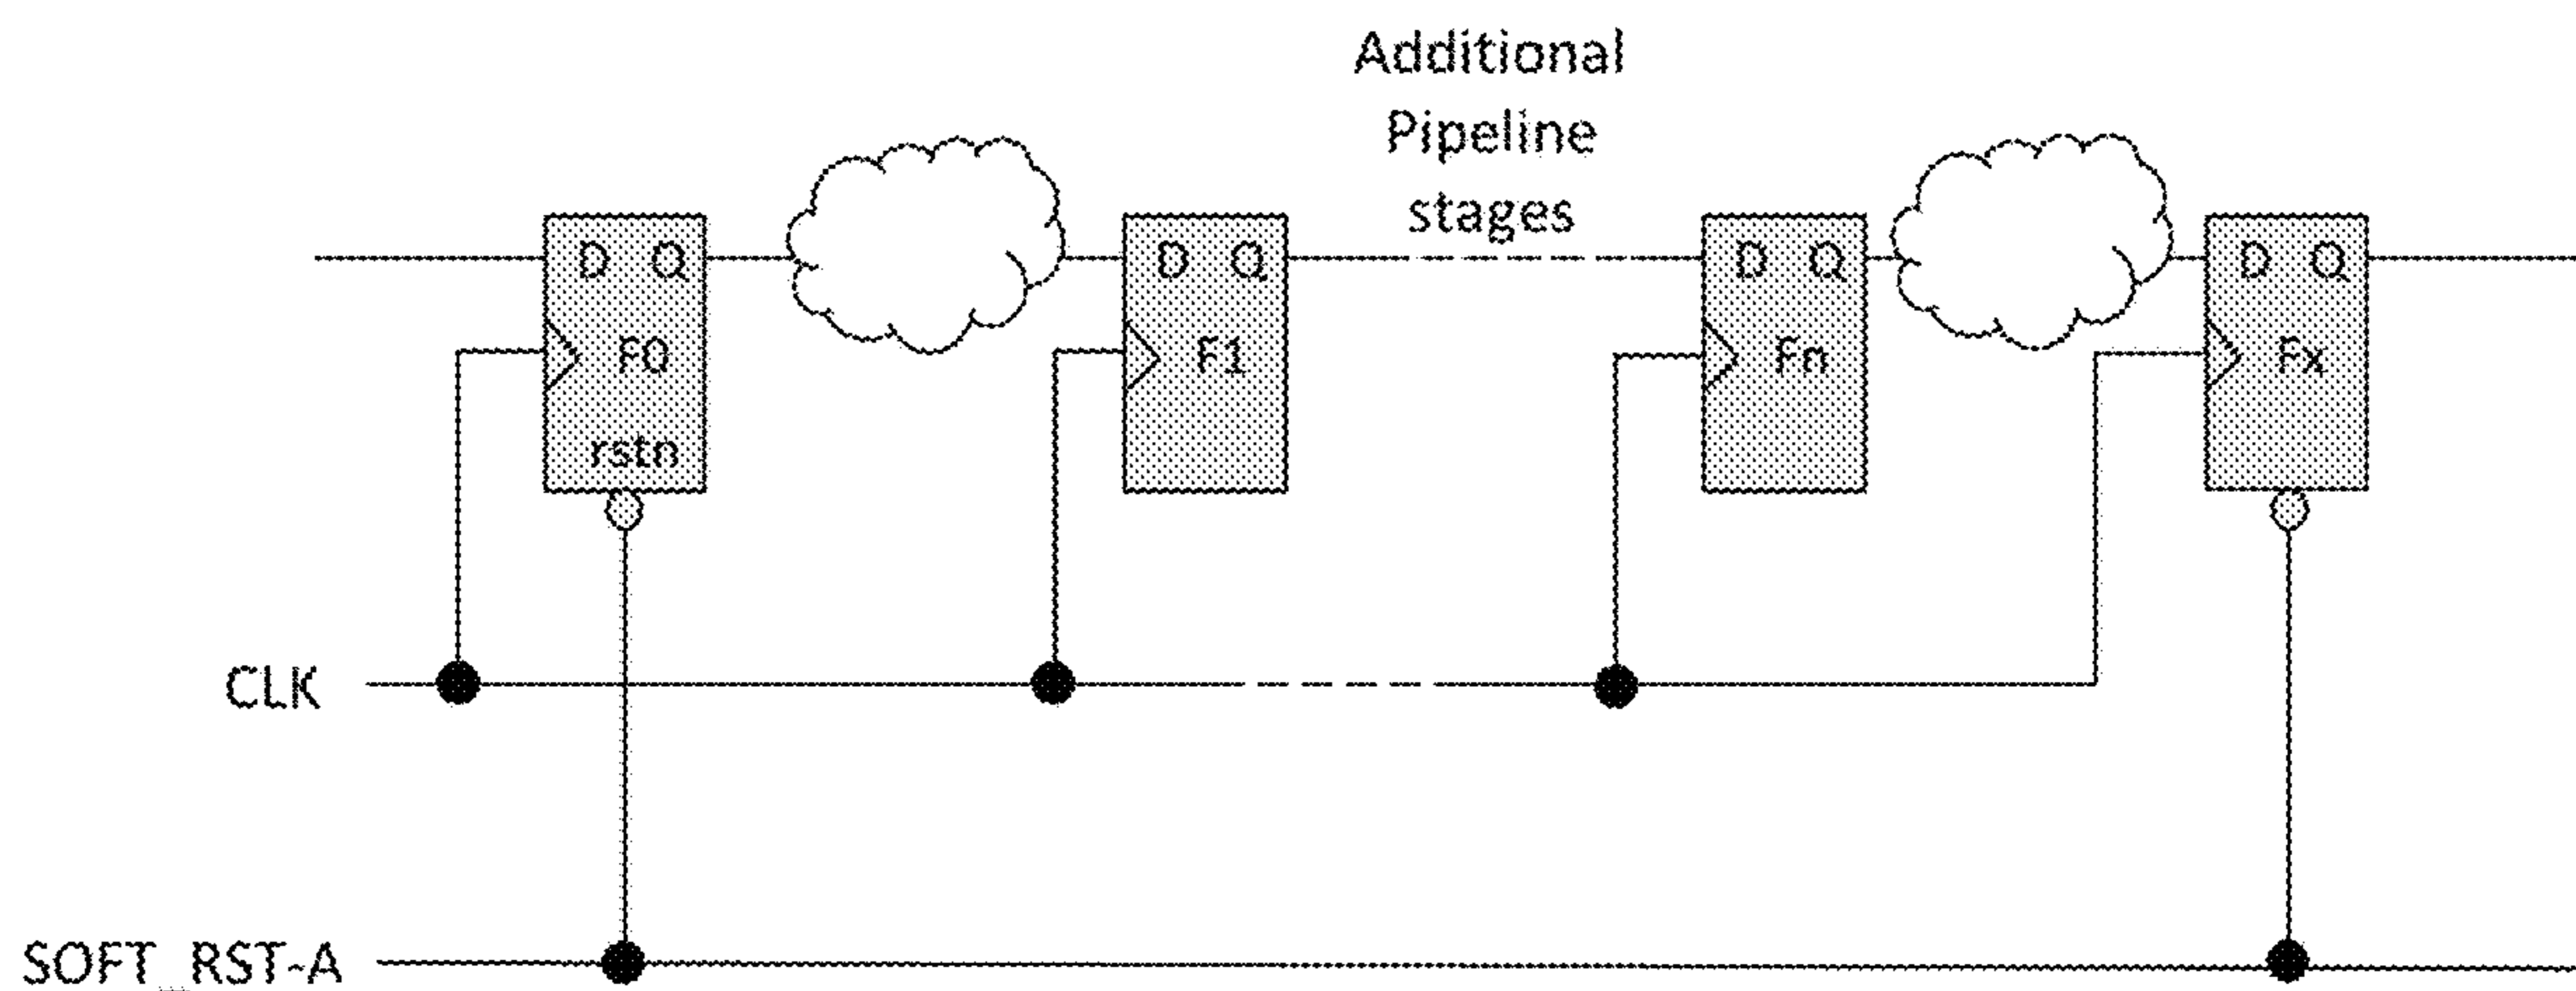 Additional
Pipeline
stages
D Q
F0
rstn
D Q
F1
D Q
Fn
D Q
Fx
CLK
SOFT_RST-A